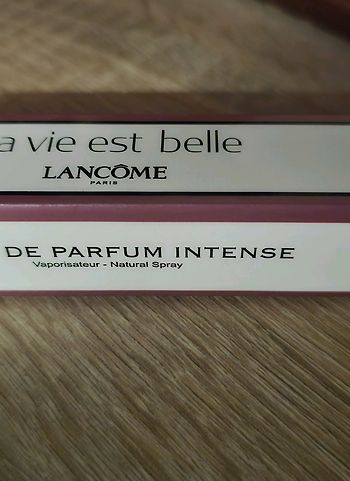 a vie est belle
LANCÔME
PARIS
DE PARFUM INTENSE
Vaporisateur - Natural Spray